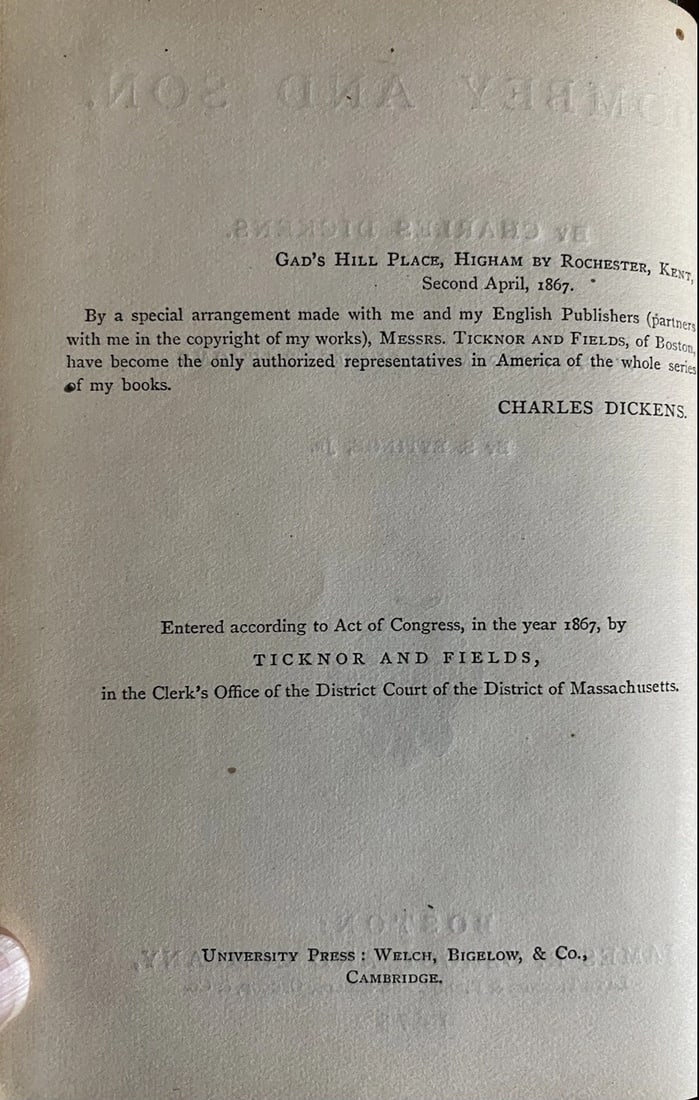 GAD'S HILL PLACE, HIGHAM BY ROCHESTER, KENT,
Second April, 1867.
By a special arrangement made with me and my English Publishers (partners
with me in the copyright of my works), MESSRS. TICKNOR AND FIELDS, of Boston,
have become the only authorized representatives in America of the whole series
of my books.
CHARLES DICKENS.
Entered according to Act of Congress, in the year 1867, by
TICKNOR AND FIELDS,
in the Clerk's Office of the District Court of the District of Massachusetts.
UNIVERSITY PRESS : WELCH, BIGELOW, & CO.,
CAMBRIDGE.